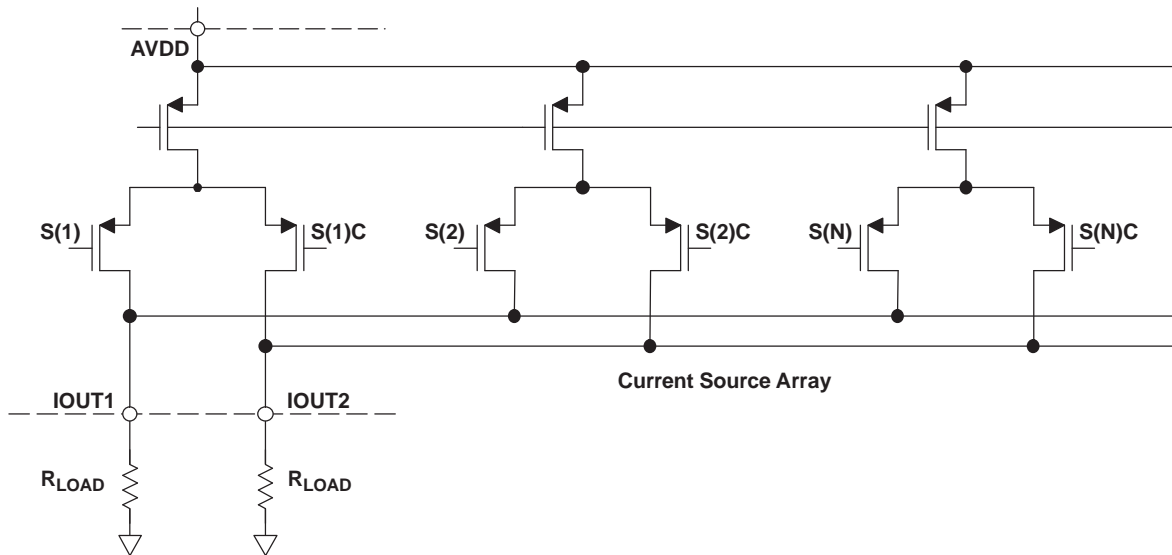 AVDD
S(1)
S(1)C
S(2)
S(2)C
S(N)
S(N)C
Current Source Array
IOUT1
IOUT2
RLOAD
RLOAD